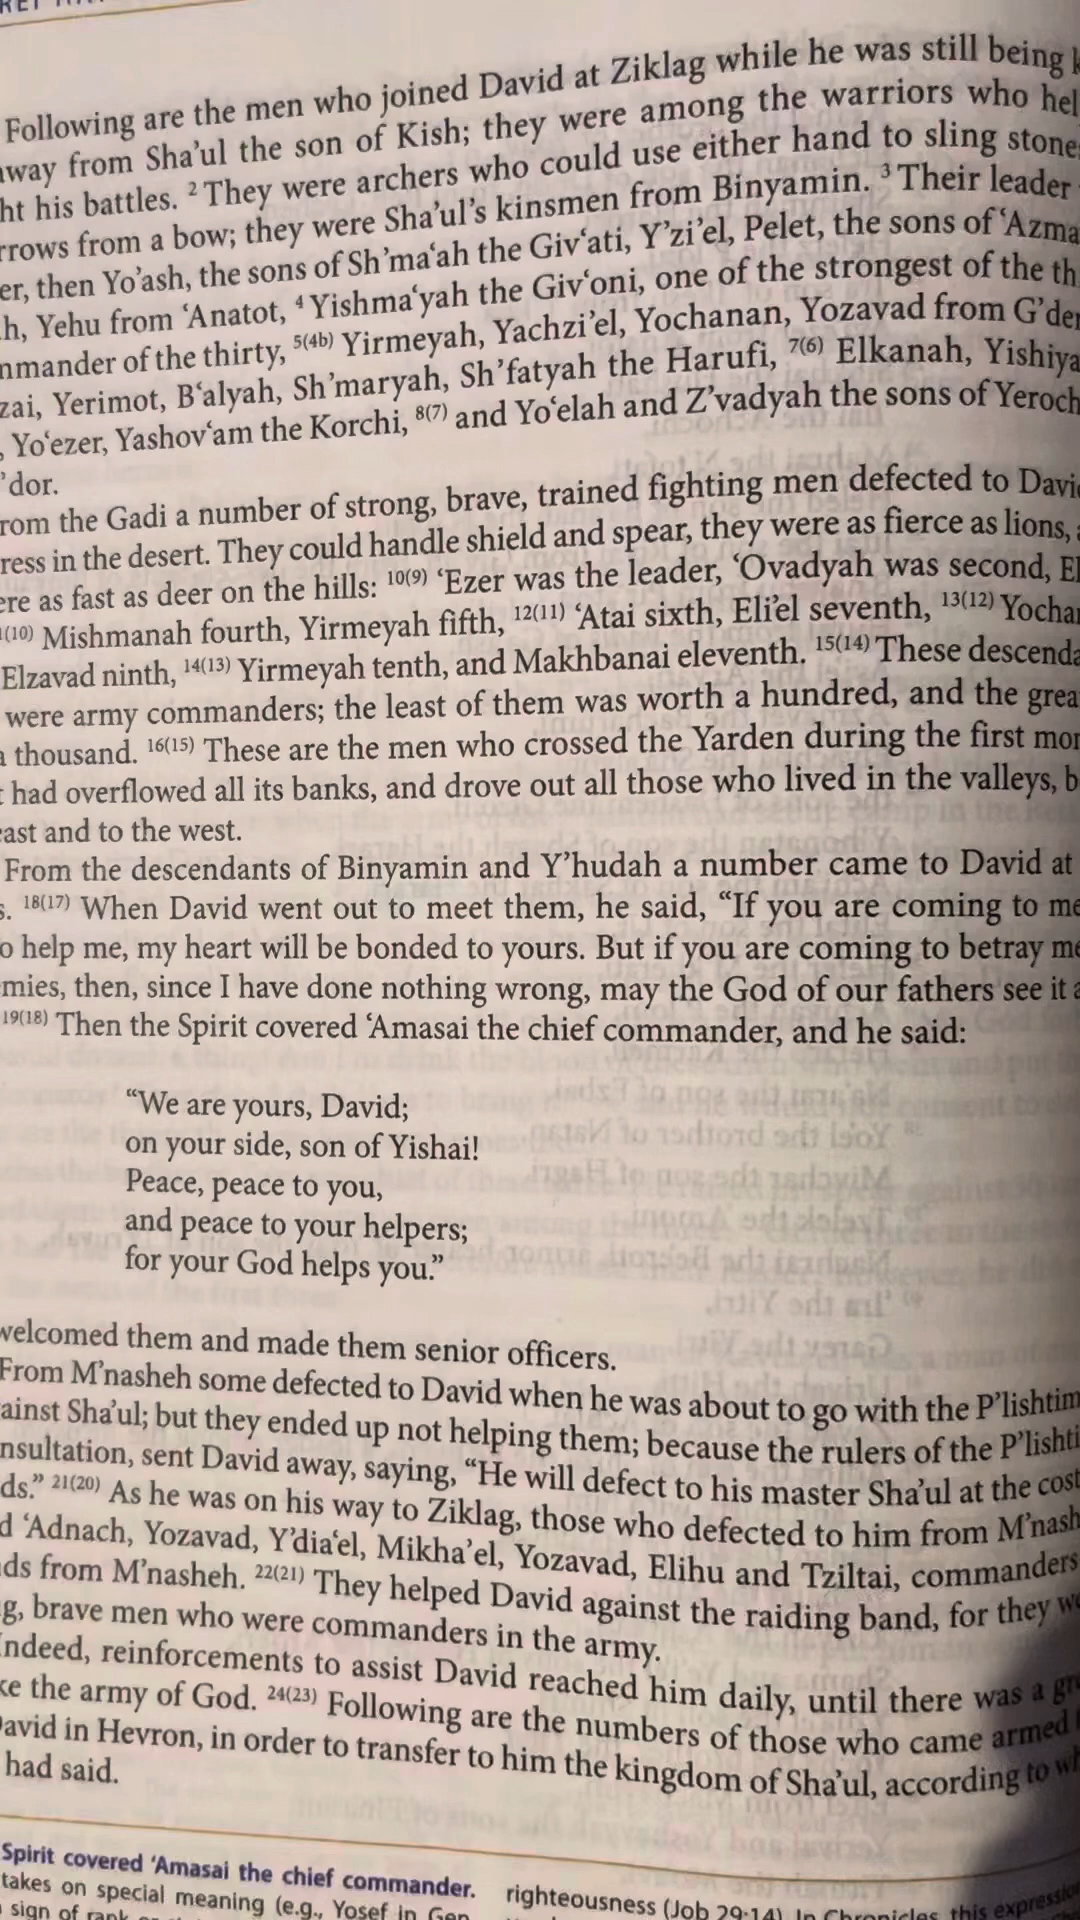 Following are the men who joined David at Ziklag while he was still being
away from Sha'ul the son of Kish; they were among the warriors who hel
ht his battles. 2 They were archers who could use either hand to sling stone
rrows from a bow; they were Sha'ul's kinsmen from Binyamin. 3 Their leader
er, then Yo'ash, the sons of Sh'ma‘ah the Giv‘ati, Y'zi'el, Pelet, the sons of ‘Azma
h, Yehu from ‘Anatot, 4 Yishma‘yah the Giv‘oni, one of the strongest of the th
mmander of the thirty, 5(4b) Yirmeyah, Yachzi'el, Yochanan, Yozavad from G'der
zai, Yerimot, B‘alyah, Sh'maryah, Sh'fatyah the Harufi, 7(6) Elkanah, Yishiya
, Yo‘ezer, Yashov‘am the Korchi, 8(7) and Yo‘elah and Z'vadyah the sons of Yeroch
'dor.
rom the Gadi a number of strong, brave, trained fighting men defected to Davi
ress in the desert. They could handle shield and spear, they were as fierce as lions,
ere as fast as deer on the hills: 10(9) ‘Ezer was the leader, ‘Ovadyah was second, El
(10) Mishmanah fourth, Yirmeyah fifth, 12(11) ‘Atai sixth, Eli'el seventh, 13(12) Yochan
Elzavad ninth, 14(13) Yirmeyah tenth, and Makhbanai eleventh. 15(14) These descenda
were army commanders; the least of them was worth a hundred, and the grea
a thousand. 16(15) These are the men who crossed the Yarden during the first mon
t had overflowed all its banks, and drove out all those who lived in the valleys, b
east and to the west.
From the descendants of Binyamin and Y'hudah a number came to David at
s. 18(17) When David went out to meet them, he said, “If you are coming to me
o help me, my heart will be bonded to yours. But if you are coming to betray me
mies, then, since I have done nothing wrong, may the God of our fathers see it a
19(18) Then the Spirit covered ‘Amasai the chief commander, and he said:
“We are yours, David;
on your side, son of Yishai!
Peace, peace to you,
and peace to your helpers;
for your God helps you.”
welcomed them and made them senior officers.
From M'nasheh some defected to David when he was about to go with the P'lishtim
ainst Sha'ul; but they ended up not helping them; because the rulers of the P'lishti
nsultation, sent David away, saying, “He will defect to his master Sha'ul at the cost
ds.” 21(20) As he was on his way to Ziklag, those who defected to him from M'nash
d ‘Adnach, Yozavad, Y'dia‘el, Mikha'el, Yozavad, Elihu and Tziltai, commanders
ds from M'nasheh. 22(21) They helped David against the raiding band, for they we
g, brave men who were commanders in the army.
Indeed, reinforcements to assist David reached him daily, until there was a gre
ke the army of God. 24(23) Following are the numbers of those who came armed
David in Hevron, in order to transfer to him the kingdom of Sha'ul, according to wh
had said.
Spirit covered ‘Amasai the chief commander.
takes on special meaning (e.g., Yosef in Gen
sign of rank
righteousness (Job 29:14). In Chronicles, this expression